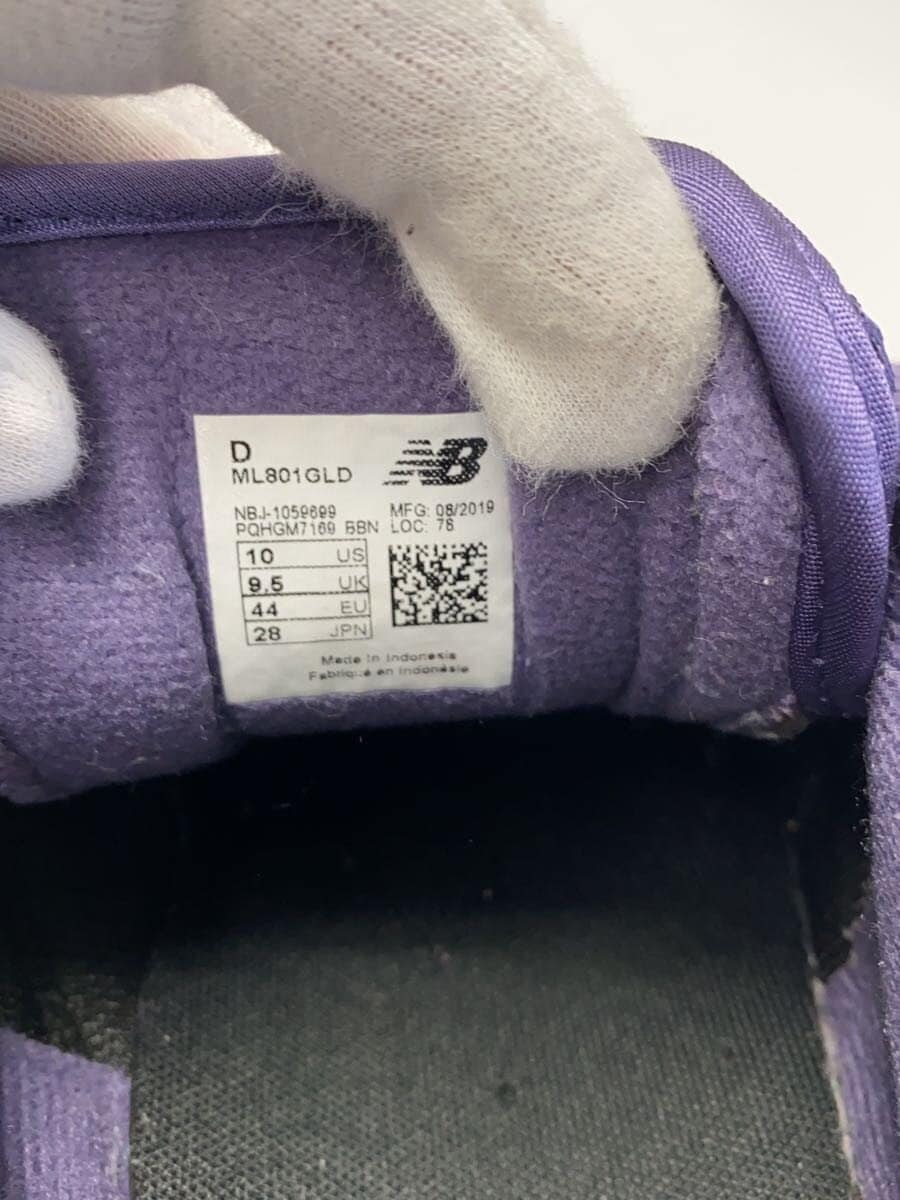 D
ML801GLD
NB
NBJ-1059699
PQHGM7169 BBN
MFG: 08/2019
LOC: 76
10 US
9,5 UK
44 EU
28 JPN
Made in Indonesia
Fabriqué en Indonésie